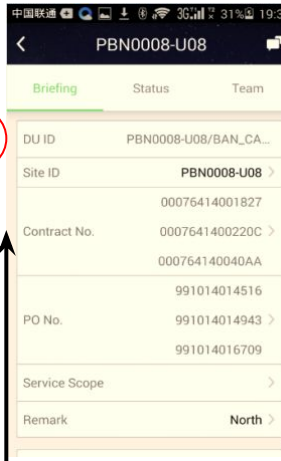 中国联通 3G 31% 19:3
PBN0008-U08
Briefing Status Team
DU ID PBN0008-U08/BAN_CA...
Site ID PBN0008-U08
00076414001827
Contract No. 0007641400220C
000764140040AA
991014014516
PO No. 991014014943
991014016709
Service Scope
Remark North